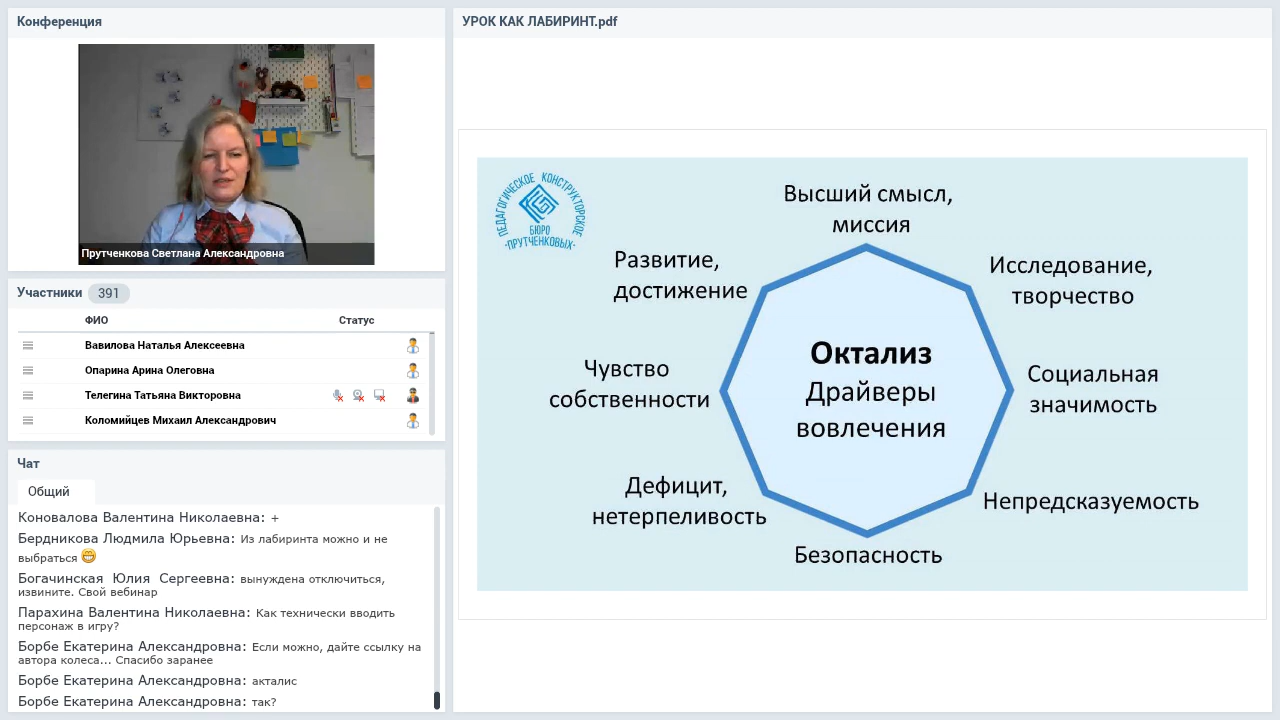 Конференция
Прутченкова Светлана Александровна
Участники 391
ФИО Статус
Вавилова Наталья Алексеевна
Опарина Арина Олеговна
Телегина Татьяна Викторовна
Коломийцев Михаил Александрович
Чат
Общий
Коновалова Валентина Николаевна: +
Бердникова Людмила Юрьевна: Из лабиринта можно и не
выбраться 😁
Богачинская Юлия Сергеевна: вынуждена отключиться,
извините. Свой вебинар
Парахина Валентина Николаевна: Как технически вводить
персонаж в игру?
Борбе Екатерина Александровна: Если можно, дайте ссылку на
автора колеса... Спасибо заранее
Борбе Екатерина Александровна: акталис
Борбе Екатерина Александровна: так?
УРОК КАК ЛАБИРИНТ.pdf
ПЕДАГОГИЧЕСКОЕ КОНСТРУКТОРСКОЕ
БЮРО
·ПРУТЧЕНКОВЫХ·
Высший смысл,
миссия
Развитие,
достижение
Исследование,
творчество
Чувство
собственности
Октализ
Драйверы
вовлечения
Социальная
значимость
Дефицит,
нетерпеливость
Непредсказуемость
Безопасность